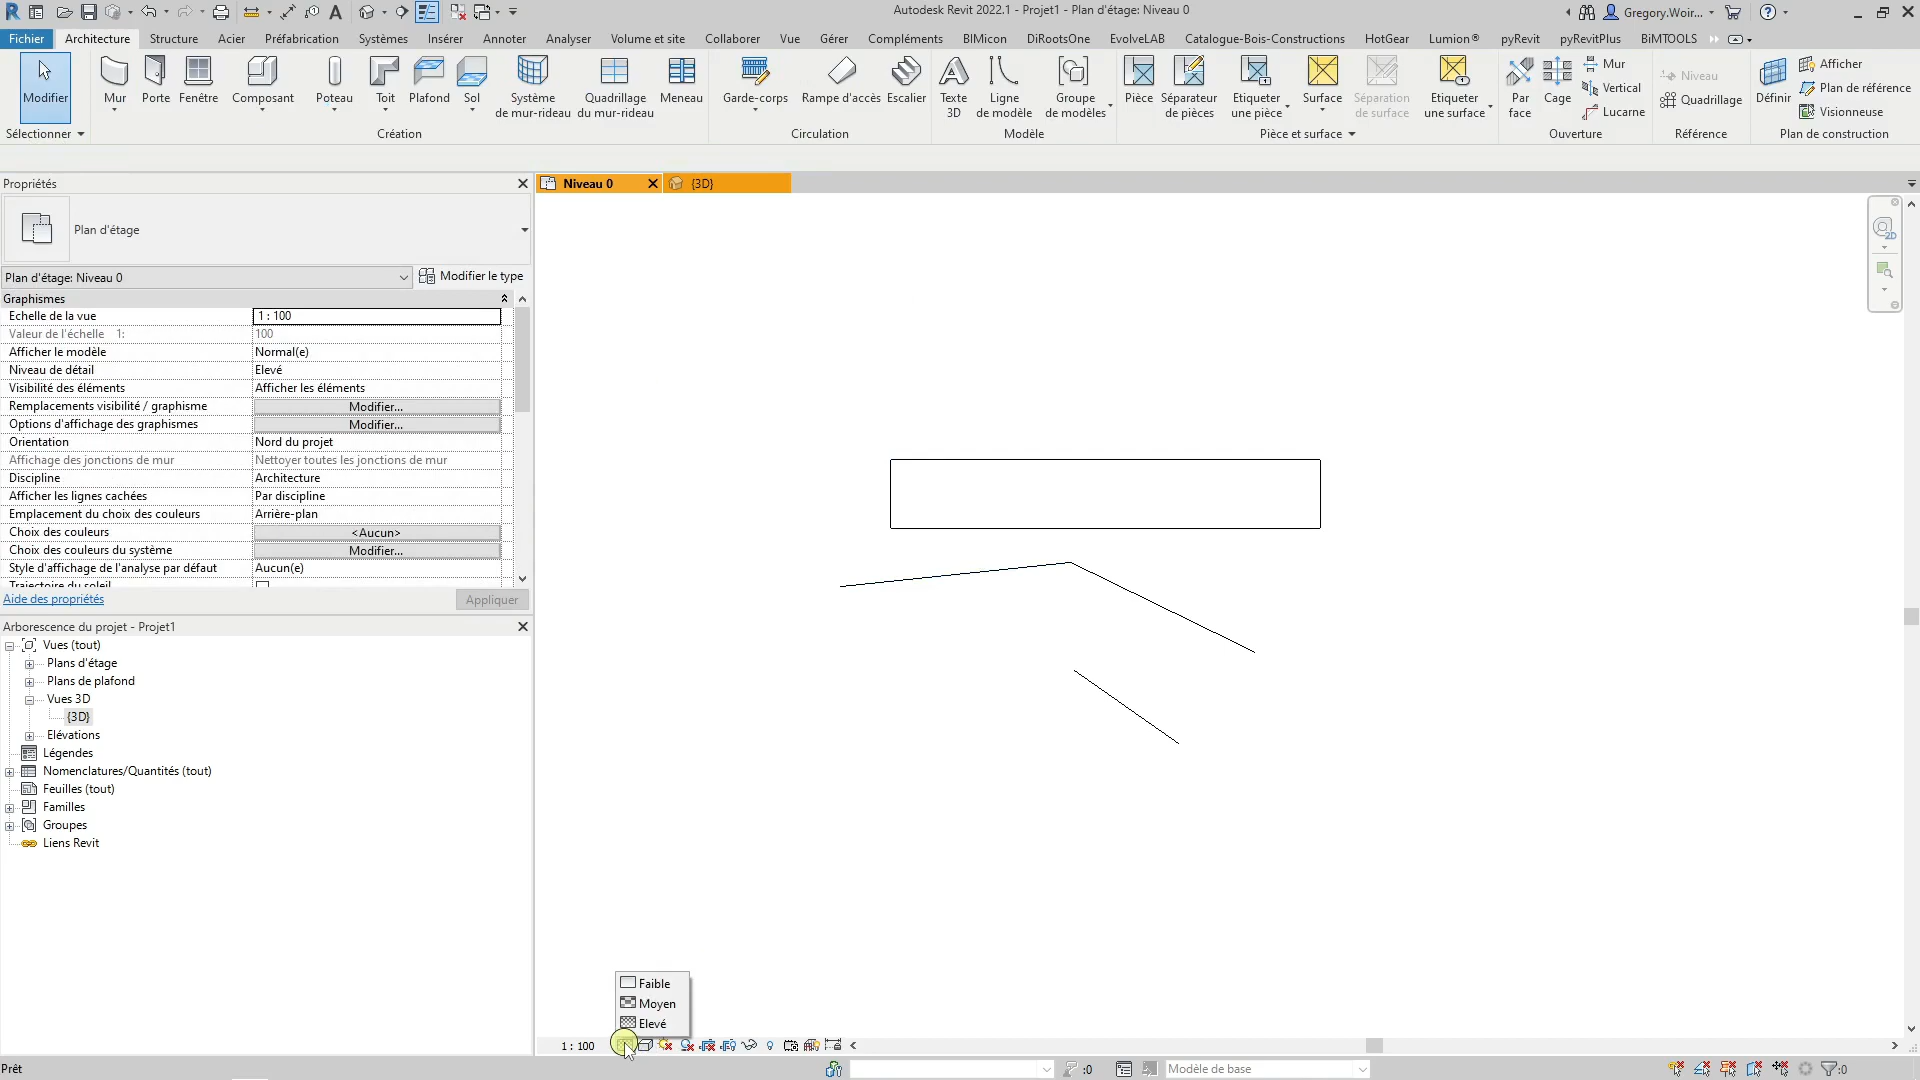 Autodesk Revit 2022.1 - Projet1 - Plan d'étage: Niveau 0
Gregory.Woir...
Fichier Architecture Structure Acier Préfabrication Systèmes Insérer Annoter Analyser Volume et site Collaborer Vue Gérer Compléments BIMicon DiRootsOne EvolveLAB Catalogue-Bois-Constructions HotGear Lumion® pyRevit pyRevitPlus BiMTOOLS
Modifier
Mur
Porte
Fenêtre
Composant
Poteau
Toit
Plafond
Sol
Système
de mur-rideau
Quadrillage
du mur-rideau
Meneau
Garde-corps
Rampe d'accès
Escalier
Texte
3D
Ligne
de modèle
Groupe
de modèles
Pièce
Séparateur
de pièces
Etiqueter
une pièce
Surface
Séparation
de surface
Etiqueter
une surface
Par
face
Cage
Mur
Vertical
Lucarne
Niveau
Quadrillage
Définir
Afficher
Plan de référence
Visionneuse
Sélectionner
Création
Circulation
Modèle
Pièce et surface
Ouverture
Référence
Plan de construction
Propriétés
Plan d'étage
Plan d'étage: Niveau 0
Modifier le type
Graphismes
Echelle de la vue 1 : 100
Valeur de l'échelle 1: 100
Afficher le modèle Normal(e)
Niveau de détail Elevé
Visibilité des éléments Afficher les éléments
Remplacements visibilité / graphisme Modifier...
Options d'affichage des graphismes Modifier...
Orientation Nord du projet
Affichage des jonctions de mur Nettoyer toutes les jonctions de mur
Discipline Architecture
Afficher les lignes cachées Par discipline
Emplacement du choix des couleurs Arrière-plan
Choix des couleurs <Aucun>
Choix des couleurs du système Modifier...
Style d'affichage de l'analyse par défaut Aucun(e)
Trajectoire du soleil
Aide des propriétés
Appliquer
Arborescence du projet - Projet1
Vues (tout)
Plans d'étage
Plans de plafond
Vues 3D
{3D}
Elévations
Légendes
Nomenclatures/Quantités (tout)
Feuilles (tout)
Familles
Groupes
Liens Revit
Niveau 0
{3D}
2D
Faible
Moyen
Elevé
1 : 100
Prêt
:0
Modèle de base
:0